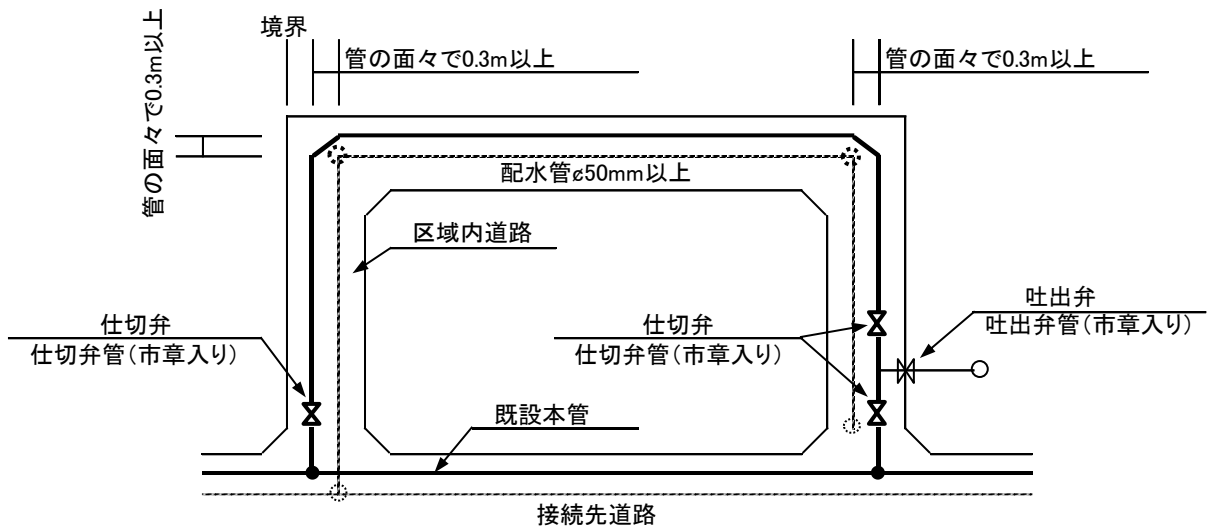 境界
管の面々で0.3m以上
管の面々で0.3m以上
管の面々で0.3m以上
配水管ø50mm以上
区域内道路
仕切弁
仕切弁管(市章入り)
仕切弁
仕切弁管(市章入り)
吐出弁
吐出弁管(市章入り)
既設本管
接続先道路